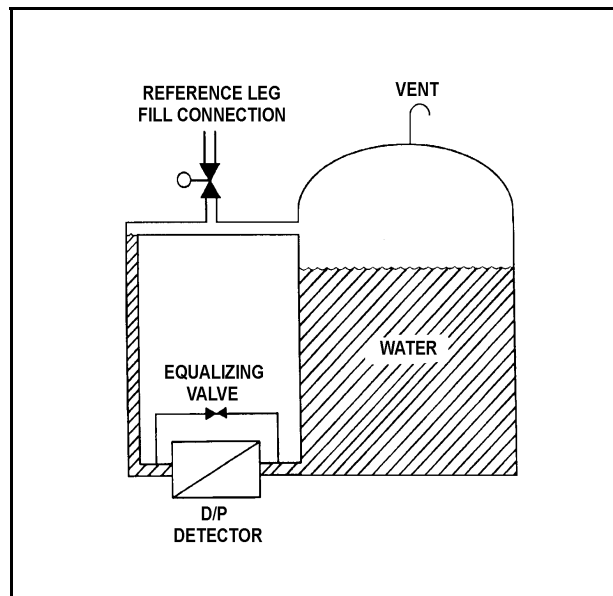 REFERENCE LEG
FILL CONNECTION
VENT
WATER
EQUALIZING
VALVE
D/P
DETECTOR